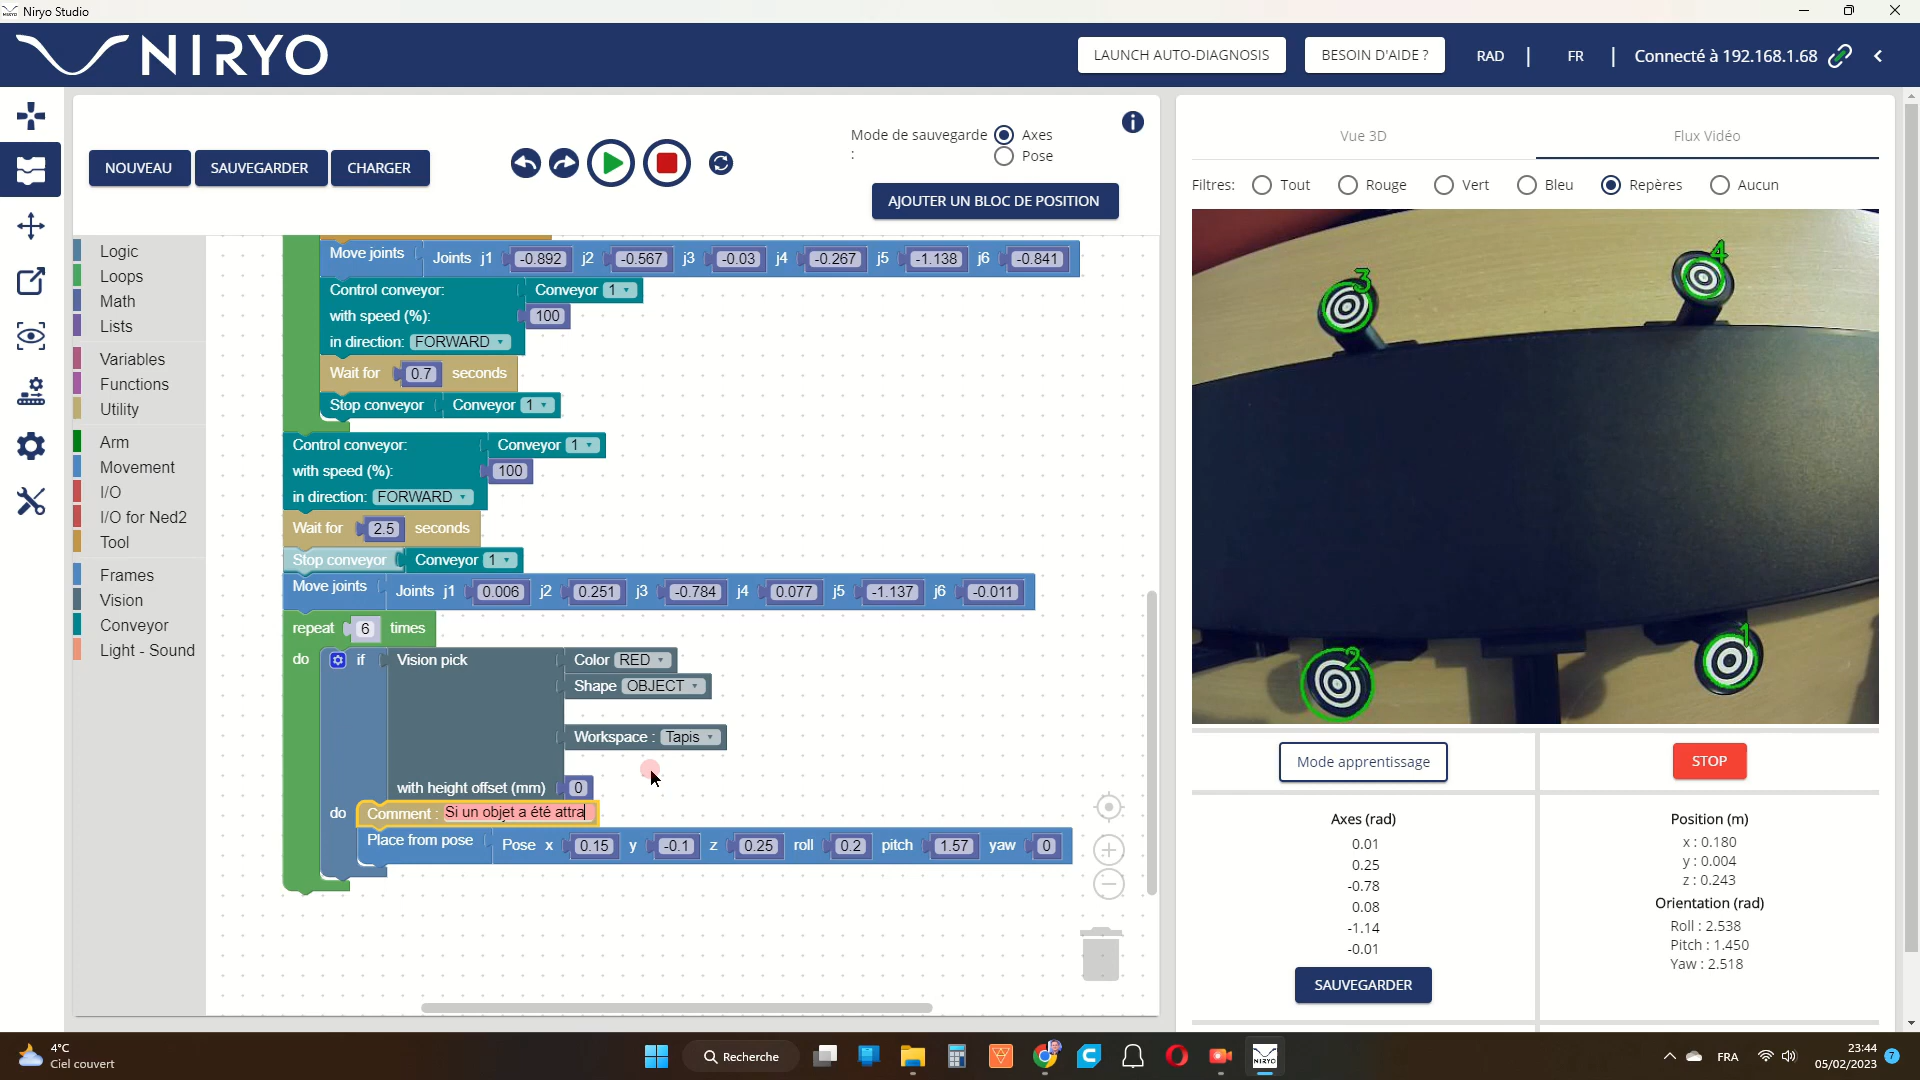 Niryo Studio
NIRYO
LAUNCH AUTO-DIAGNOSIS
BESOIN D'AIDE ?
RAD
FR
Connecté à 192.168.1.68
NOUVEAU
SAUVEGARDER
CHARGER
Mode de sauvegarde :
Axes
Pose
AJOUTER UN BLOC DE POSITION
Logic
Loops
Math
Lists
Variables
Functions
Utility
Arm
Movement
I/O
I/O for Ned2
Tool
Frames
Vision
Conveyor
Light - Sound
Move joints Joints j1 -0.892 j2 -0.567 j3 -0.03 j4 -0.267 j5 -1.138 j6 -0.841
Control conveyor: Conveyor 1
with speed (%): 100
in direction: FORWARD
Wait for 0.7 seconds
Stop conveyor Conveyor 1
Control conveyor: Conveyor 1
with speed (%): 100
in direction: FORWARD
Wait for 2.5 seconds
Stop conveyor Conveyor 1
Move joints Joints j1 0.006 j2 0.251 j3 -0.784 j4 0.077 j5 -1.137 j6 -0.011
repeat 6 times
do if Vision pick Color RED
Shape OBJECT
Workspace : Tapis
with height offset (mm) 0
do Comment : Si un objet a été attra
Place from pose Pose x 0.15 y -0.1 z 0.25 roll 0.2 pitch 1.57 yaw 0
Vue 3D
Flux Vidéo
Filtres: Tout Rouge Vert Bleu Repères Aucun
3
4
2
1
Mode apprentissage
STOP
Axes (rad)
0.01
0.25
-0.78
0.08
-1.14
-0.01
SAUVEGARDER
Position (m)
x : 0.180
y : 0.004
z : 0.243
Orientation (rad)
Roll : 2.538
Pitch : 1.450
Yaw : 2.518
4°C
Ciel couvert
Recherche
NIRYO
FRA
23:44
05/02/2023
7